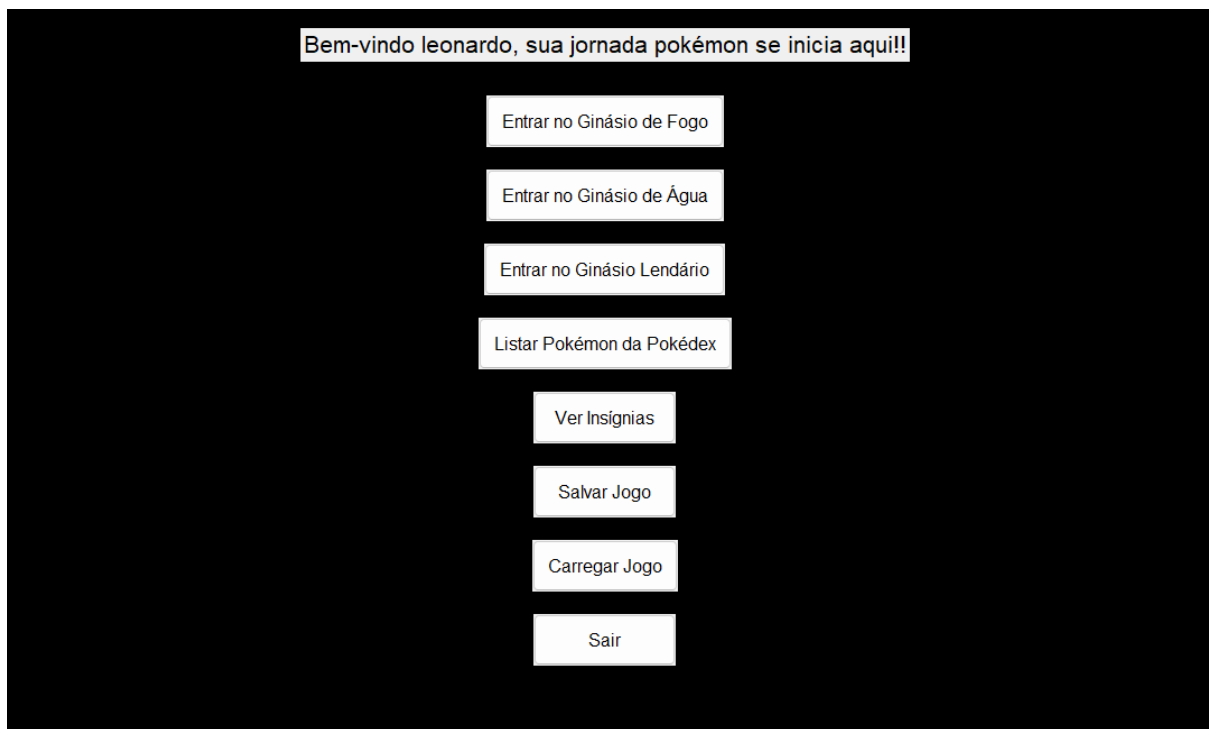 Bem-vindo leonardo, sua jornada pokémon se inicia aqui!!
Entrar no Ginásio de Fogo
Entrar no Ginásio de Água
Entrar no Ginásio Lendário
Listar Pokémon da Pokédex
Ver Insígnias
Salvar Jogo
Carregar Jogo
Sair